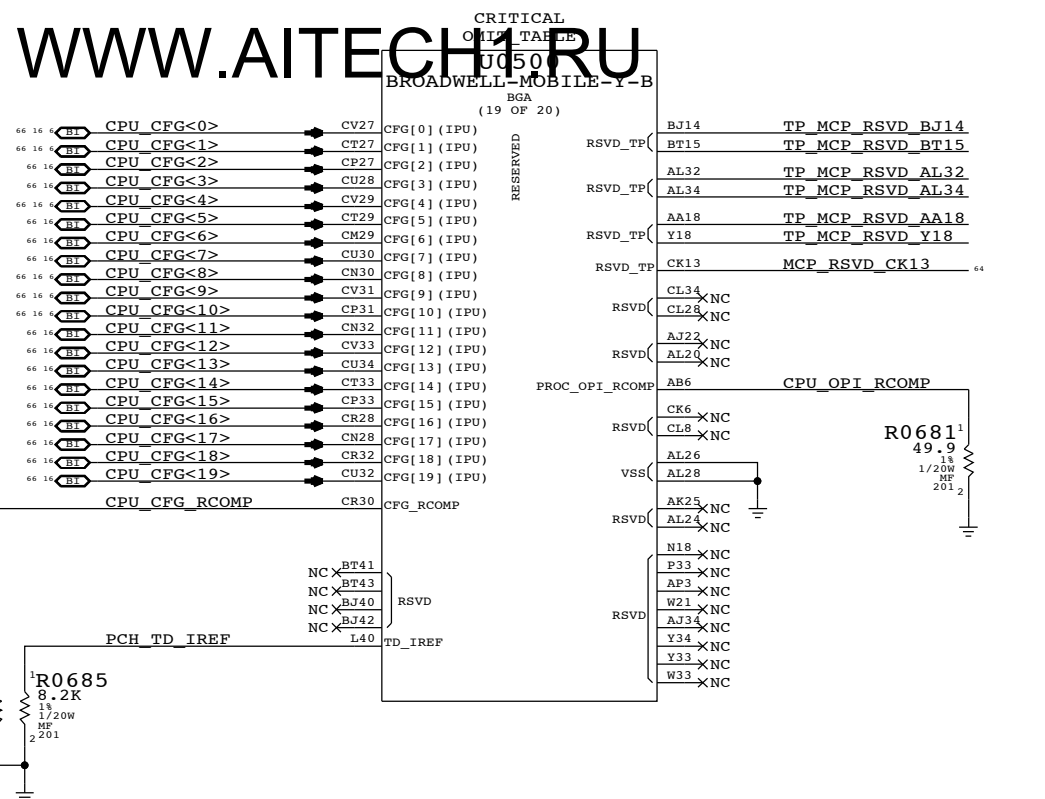 CRITICAL
OMIT_TABLE
WWW.AITECH1.RU
U0500
BROADWELL-MOBILE-Y-B
BGA
(19 OF 20)
RESERVED
66 16 6 BI CPU_CFG<0> CV27 CFG[0](IPU)
66 16 6 BI CPU_CFG<1> CT27 CFG[1](IPU)
66 16 BI CPU_CFG<2> CP27 CFG[2](IPU)
66 16 6 BI CPU_CFG<3> CU28 CFG[3](IPU)
66 16 6 BI CPU_CFG<4> CV29 CFG[4](IPU)
66 16 BI CPU_CFG<5> CT29 CFG[5](IPU)
66 16 BI CPU_CFG<6> CM29 CFG[6](IPU)
66 16 BI CPU_CFG<7> CU30 CFG[7](IPU)
66 16 6 BI CPU_CFG<8> CN30 CFG[8](IPU)
66 16 6 BI CPU_CFG<9> CV31 CFG[9](IPU)
66 16 6 BI CPU_CFG<10> CP31 CFG[10](IPU)
66 16 BI CPU_CFG<11> CN32 CFG[11](IPU)
66 16 BI CPU_CFG<12> CV33 CFG[12](IPU)
66 16 BI CPU_CFG<13> CU34 CFG[13](IPU)
66 16 BI CPU_CFG<14> CT33 CFG[14](IPU)
66 16 BI CPU_CFG<15> CP33 CFG[15](IPU)
66 16 BI CPU_CFG<16> CR28 CFG[16](IPU)
66 16 BI CPU_CFG<17> CN28 CFG[17](IPU)
66 16 BI CPU_CFG<18> CR32 CFG[18](IPU)
66 16 BI CPU_CFG<19> CU32 CFG[19](IPU)
CPU_CFG_RCOMP CR30 CFG_RCOMP
NC BT41
NC BT43
NC BJ40
NC BJ42
RSVD
PCH_TD_IREF L40 TD_IREF
1 R0685
8.2K
1%
1/20W
MF
2 201
RSVD_TP
BJ14 TP_MCP_RSVD_BJ14
BT15 TP_MCP_RSVD_BT15
RSVD_TP
AL32 TP_MCP_RSVD_AL32
AL34 TP_MCP_RSVD_AL34
RSVD_TP
AA18 TP_MCP_RSVD_AA18
Y18 TP_MCP_RSVD_Y18
RSVD_TP CK13 MCP_RSVD_CK13 64
RSVD
CL34 NC
CL28 NC
RSVD
AJ22 NC
AL20 NC
PROC_OPI_RCOMP AB6 CPU_OPI_RCOMP
RSVD
CK6 NC
CL8 NC
VSS
AL26
AL28
RSVD
AK25 NC
AL24 NC
RSVD
N18 NC
P33 NC
AP3 NC
W21 NC
AJ34 NC
Y34 NC
Y33 NC
W33 NC
R0681 1
49.9
1%
1/20W
MF
201 2